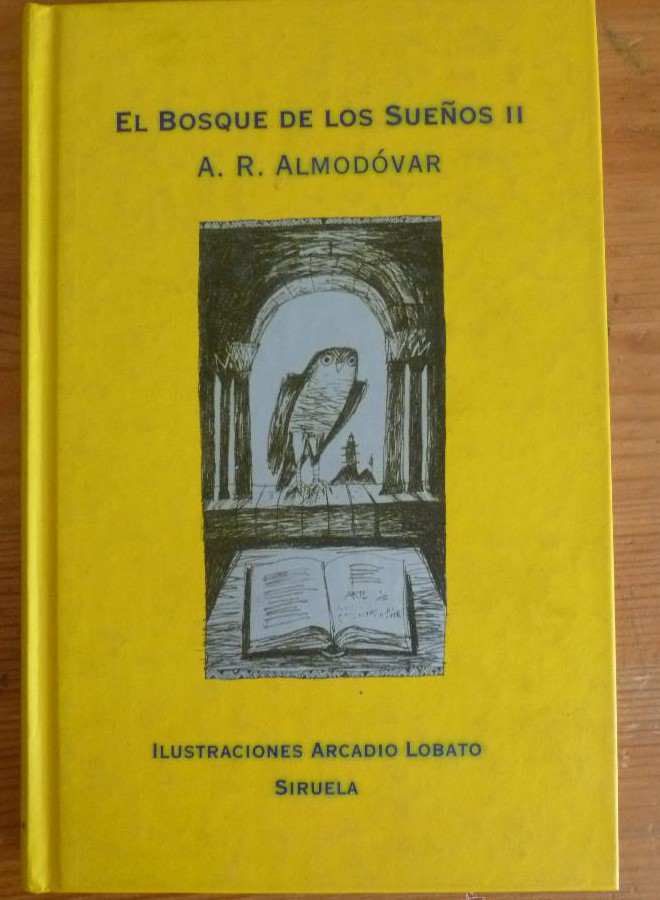 EL BOSQUE DE LOS SUEÑOS II
A. R. ALMODÓVAR
ILUSTRACIONES ARCADIO LOBATO
SIRUELA